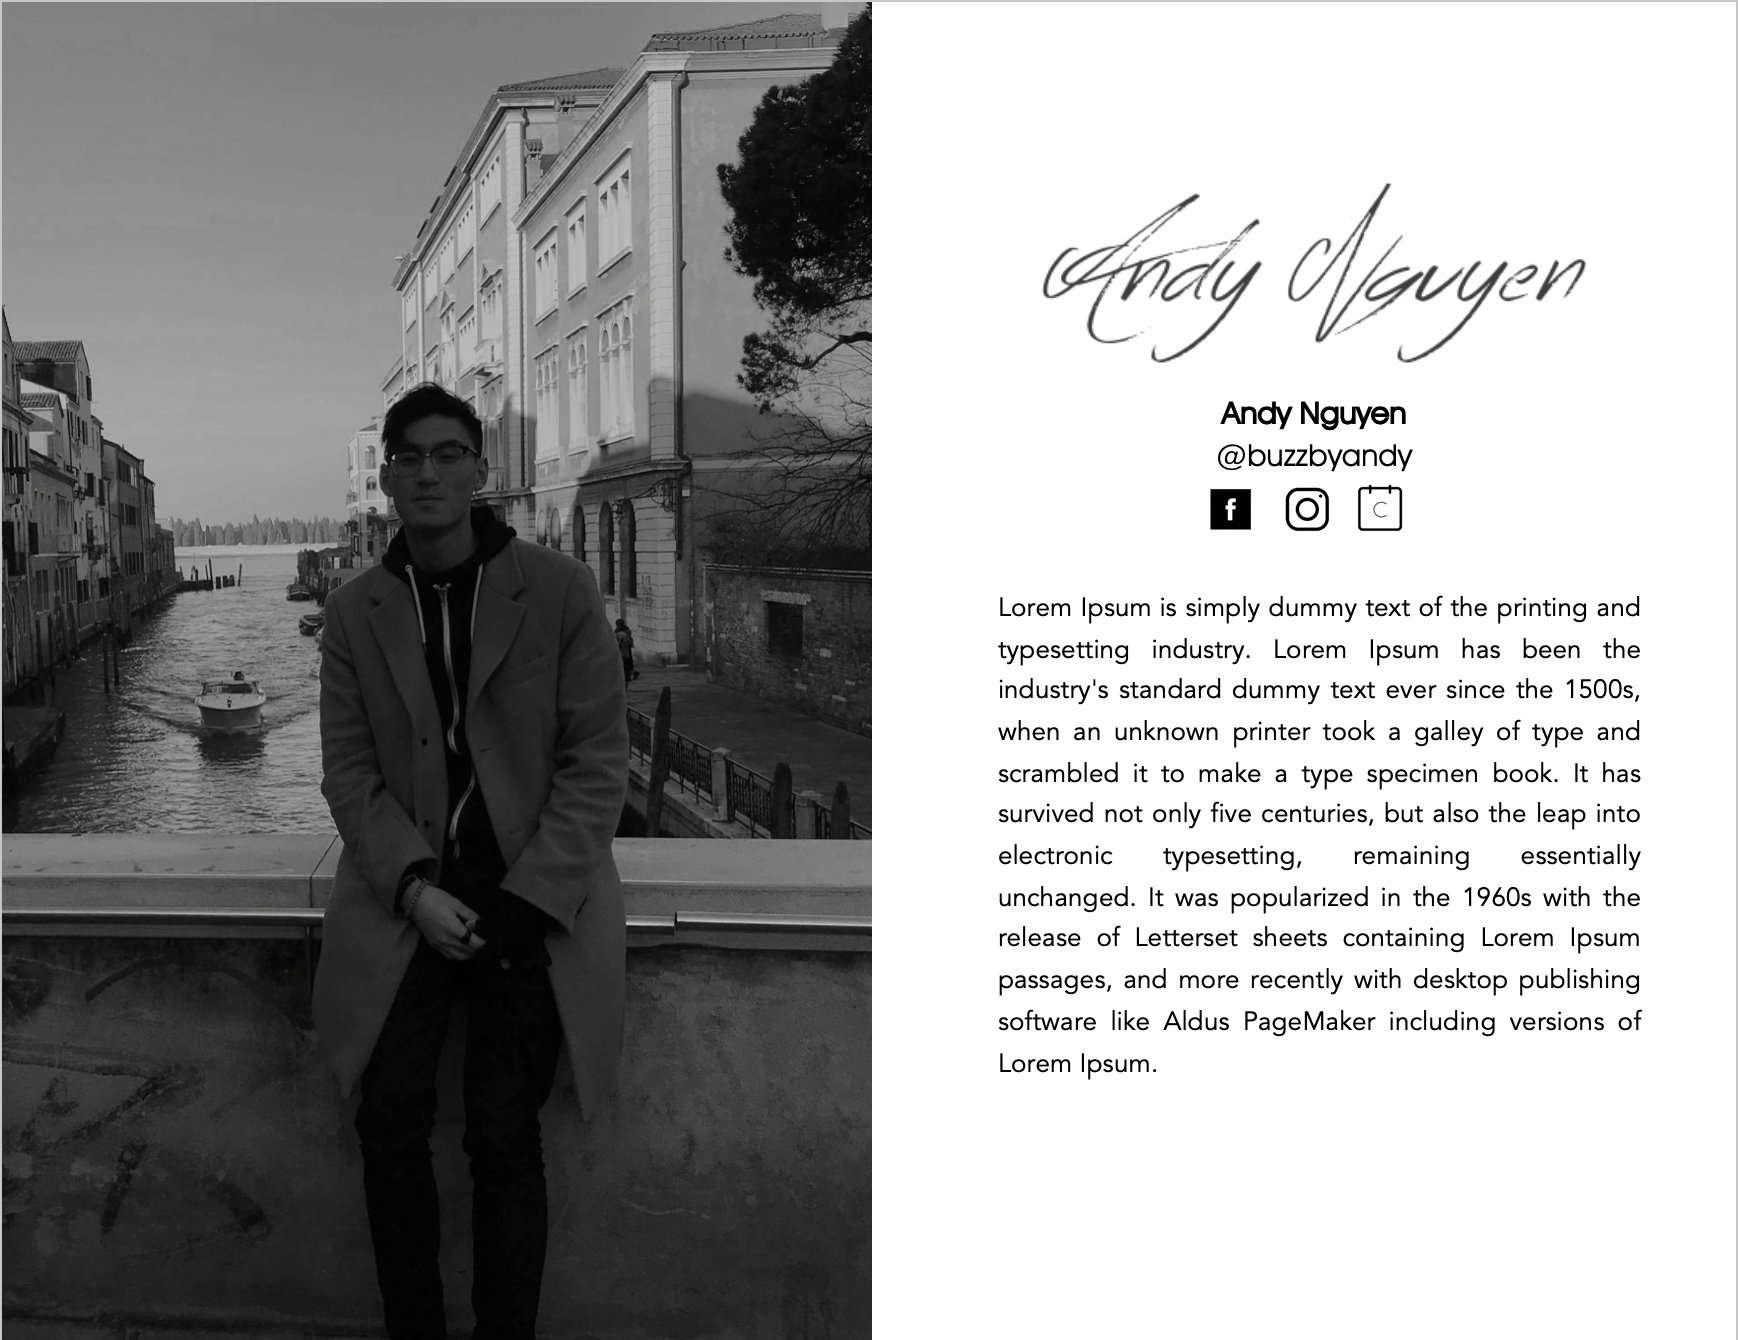 Andy Nguyen
Andy Nguyen
@buzzbyandy
f
C
Lorem Ipsum is simply dummy text of the printing and
typesetting industry. Lorem Ipsum has been the
industry's standard dummy text ever since the 1500s,
when an unknown printer took a galley of type and
scrambled it to make a type specimen book. It has
survived not only five centuries, but also the leap into
electronic typesetting, remaining essentially
unchanged. It was popularized in the 1960s with the
release of Letterset sheets containing Lorem Ipsum
passages, and more recently with desktop publishing
software like Aldus PageMaker including versions of
Lorem Ipsum.